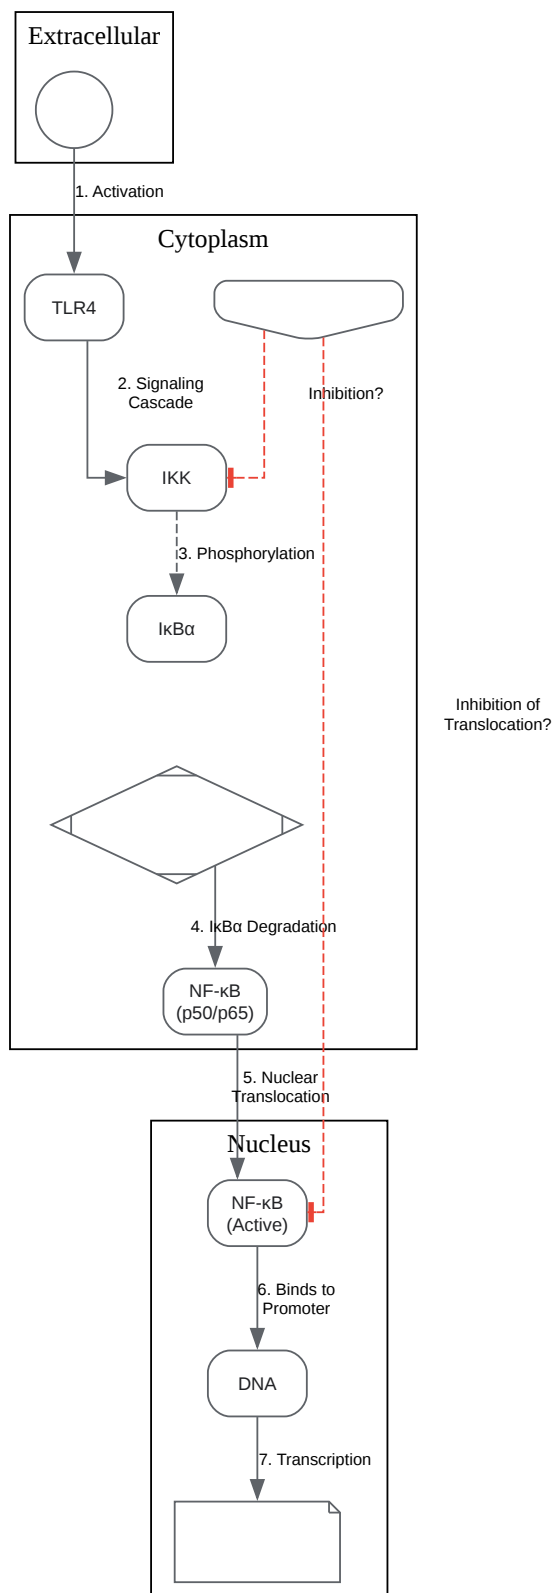 Extracellular
1. Activation
Cytoplasm
TLR4
2. Signaling
Cascade
Inhibition?
IKK
3. Phosphorylation
IκBα
Inhibition of
Translocation?
4. IκBα Degradation
NF-κB
(p50/p65)
5. Nuclear
Translocation
Nucleus
NF-κB
(Active)
6. Binds to
Promoter
DNA
7. Transcription